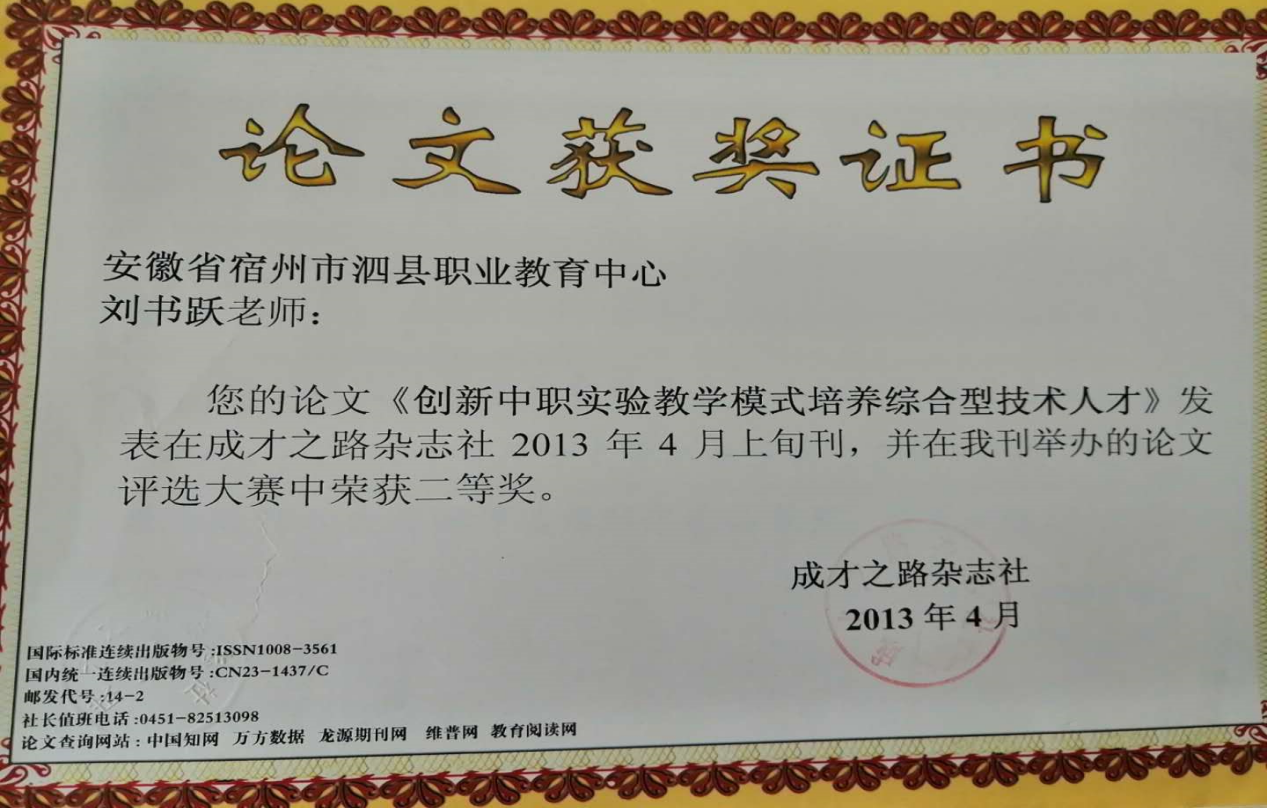 论文获奖证书
安徽省宿州市泗县职业教育中心
刘书跃老师：
您的论文《创新中职实验教学模式培养综合型技术人才》发
表在成才之路杂志社 2013 年 4 月上旬刊，并在我刊举办的论文
评选大赛中荣获二等奖。
成才之路杂志社
2013 年 4 月
国际标准连续出版物号:ISSN1008-3561
国内统一连续出版物号:CN23-1437/C
邮发代号:14-2
社长值班电话:0451-82513098
论文查询网站：中国知网 万方数据 龙源期刊网 维普网 教育阅读网